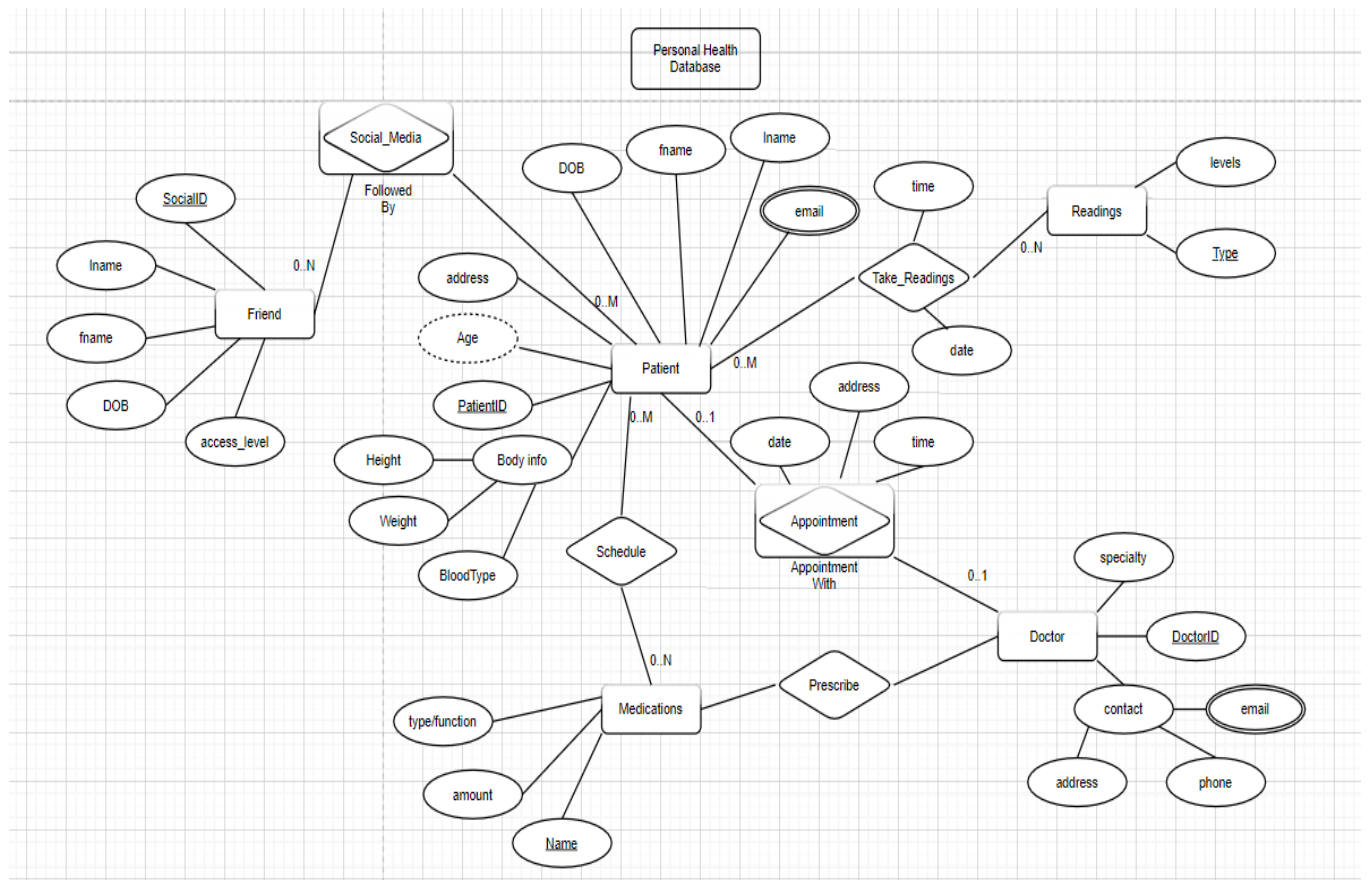 Personal Health
Database
Social_Media
Followed
By
DOB
fname
lname
email
time
levels
Readings
Type
SocialID
lname
0..N
Friend
fname
DOB
access_level
address
0..M
Age
Patient
PatientID
Take_Readings
0..N
0..M
date
Height
Body info
Weight
BloodType
0..M
0..1
date
address
time
Appointment
Appointment
With
Schedule
0..1
specialty
Doctor
DoctorID
0..N
Prescribe
Medications
type/function
amount
Name
contact
email
address
phone